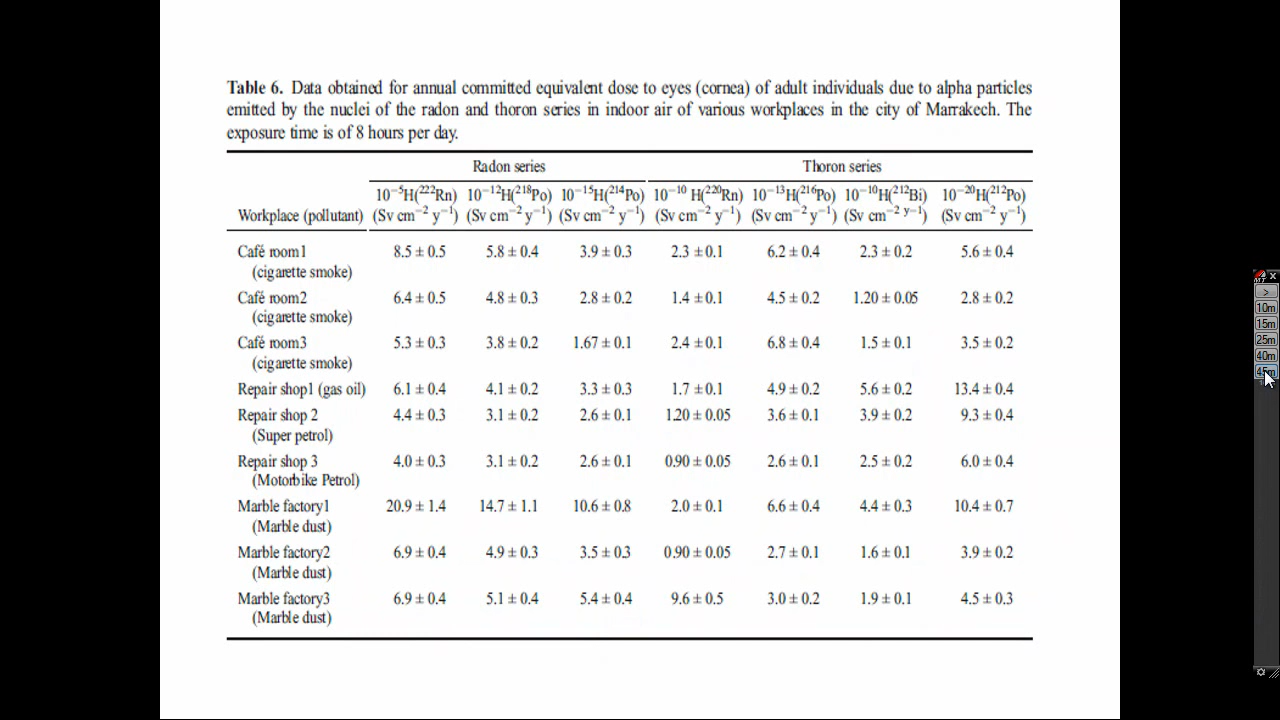 Table 6. Data obtained for annual committed equivalent dose to eyes (cornea) of adult individuals due to alpha particles
emitted by the nuclei of the radon and thoron series in indoor air of various workplaces in the city of Marrakech. The
exposure time is of 8 hours per day.
Radon series Thoron series
10⁻⁵H(²²²Rn) 10⁻¹²H(²¹⁸Po) 10⁻¹⁵H(²¹⁴Po) 10⁻¹⁰ H(²²⁰Rn) 10⁻¹³H(²¹⁶Po) 10⁻¹⁰H(²¹²Bi) 10⁻²⁰H(²¹²Po)
Workplace (pollutant) (Sv cm⁻² y⁻¹) (Sv cm⁻² y⁻¹) (Sv cm⁻² y⁻¹) (Sv cm⁻² y⁻¹) (Sv cm⁻² y⁻¹) (Sv cm⁻² ʸ⁻¹) (Sv cm⁻² y⁻¹)
Café room1 8.5 ± 0.5 5.8 ± 0.4 3.9 ± 0.3 2.3 ± 0.1 6.2 ± 0.4 2.3 ± 0.2 5.6 ± 0.4
(cigarette smoke)
Café room2 6.4 ± 0.5 4.8 ± 0.3 2.8 ± 0.2 1.4 ± 0.1 4.5 ± 0.2 1.20 ± 0.05 2.8 ± 0.2
(cigarette smoke)
Café room3 5.3 ± 0.3 3.8 ± 0.2 1.67 ± 0.1 2.4 ± 0.1 6.8 ± 0.4 1.5 ± 0.1 3.5 ± 0.2
(cigarette smoke)
Repair shop1 (gas oil) 6.1 ± 0.4 4.1 ± 0.2 3.3 ± 0.3 1.7 ± 0.1 4.9 ± 0.2 5.6 ± 0.2 13.4 ± 0.4
Repair shop 2 4.4 ± 0.3 3.1 ± 0.2 2.6 ± 0.1 1.20 ± 0.05 3.6 ± 0.1 3.9 ± 0.2 9.3 ± 0.4
(Super petrol)
Repair shop 3 4.0 ± 0.3 3.1 ± 0.2 2.6 ± 0.1 0.90 ± 0.05 2.6 ± 0.1 2.5 ± 0.2 6.0 ± 0.4
(Motorbike Petrol)
Marble factory1 20.9 ± 1.4 14.7 ± 1.1 10.6 ± 0.8 2.0 ± 0.1 6.6 ± 0.4 4.4 ± 0.3 10.4 ± 0.7
(Marble dust)
Marble factory2 6.9 ± 0.4 4.9 ± 0.3 3.5 ± 0.3 0.90 ± 0.05 2.7 ± 0.1 1.6 ± 0.1 3.9 ± 0.2
(Marble dust)
Marble factory3 6.9 ± 0.4 5.1 ± 0.4 5.4 ± 0.4 9.6 ± 0.5 3.0 ± 0.2 1.9 ± 0.1 4.5 ± 0.3
(Marble dust)
MT X
>
10m
15m
25m
40m
45m